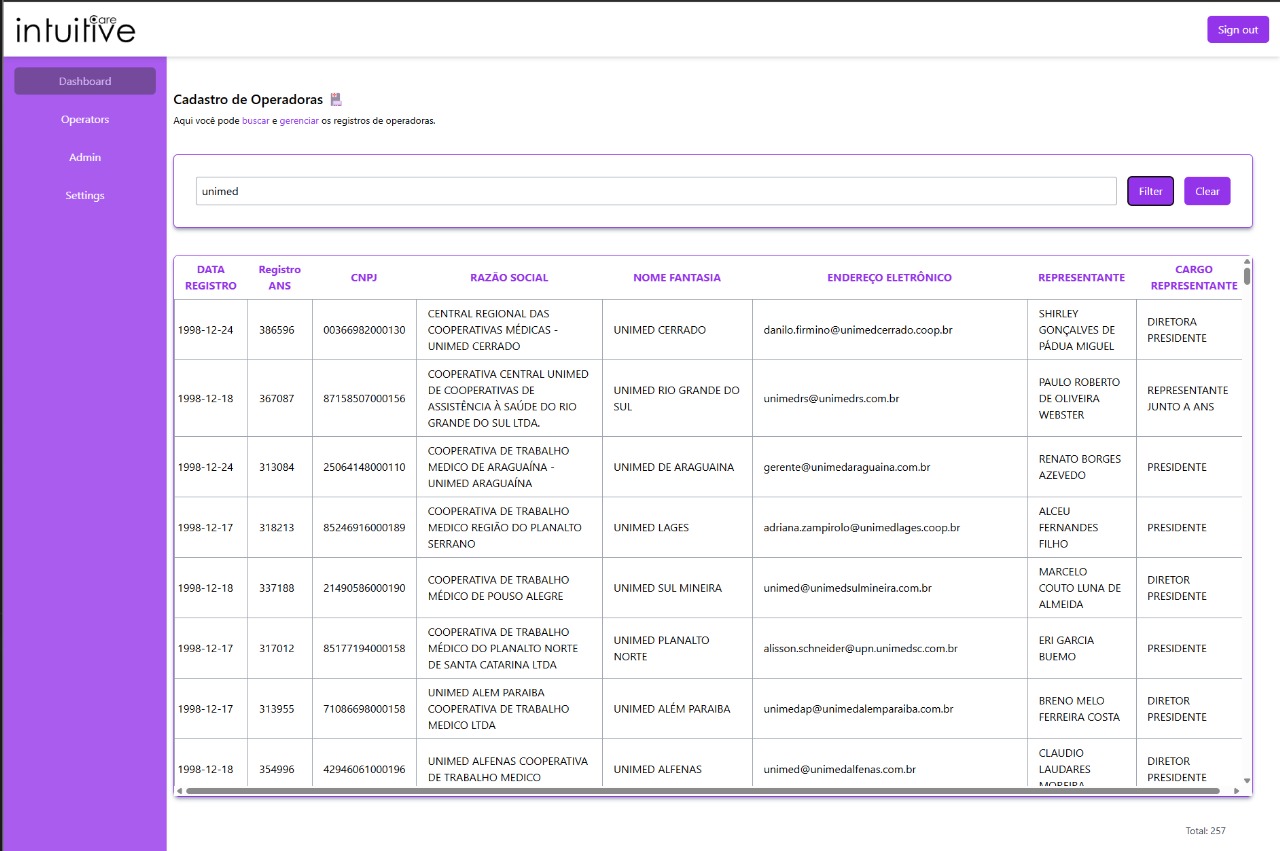 intuitive Care
Sign out
Dashboard
Operators
Admin
Settings
Cadastro de Operadoras
Aqui você pode buscar e gerenciar os registros de operadoras.
unimed
Filter
Clear
DATA
REGISTRO
Registro
ANS
CNPJ
RAZÃO SOCIAL
NOME FANTASIA
ENDEREÇO ELETRÔNICO
REPRESENTANTE
CARGO
REPRESENTANTE
1998-12-24
386596
00366982000130
CENTRAL REGIONAL DAS
COOPERATIVAS MÉDICAS -
UNIMED CERRADO
UNIMED CERRADO
danilo.firmino@unimedcerrado.coop.br
SHIRLEY
GONÇALVES DE
PÁDUA MIGUEL
DIRETORA
PRESIDENTE
1998-12-18
367087
87158507000156
COOPERATIVA CENTRAL UNIMED
DE COOPERATIVAS DE
ASSISTÊNCIA À SAÚDE DO RIO
GRANDE DO SUL LTDA.
UNIMED RIO GRANDE DO
SUL
unimedrs@unimedrs.com.br
PAULO ROBERTO
DE OLIVEIRA
WEBSTER
REPRESENTANTE
JUNTO A ANS
1998-12-24
313084
25064148000110
COOPERATIVA DE TRABALHO
MEDICO DE ARAGUAÍNA -
UNIMED ARAGUAÍNA
UNIMED DE ARAGUAINA
gerente@unimedaraguaina.com.br
RENATO BORGES
AZEVEDO
PRESIDENTE
1998-12-17
318213
85246916000189
COOPERATIVA DE TRABALHO
MEDICO REGIÃO DO PLANALTO
SERRANO
UNIMED LAGES
adriana.zampirolo@unimedlages.coop.br
ALCEU
FERNANDES
FILHO
PRESIDENTE
1998-12-18
337188
21490586000190
COOPERATIVA DE TRABALHO
MÉDICO DE POUSO ALEGRE
UNIMED SUL MINEIRA
unimed@unimedsulmineira.com.br
MARCELO
COUTO LUNA DE
ALMEIDA
DIRETOR
PRESIDENTE
1998-12-17
317012
85177194000158
COOPERATIVA DE TRABALHO
MÉDICO DO PLANALTO NORTE
DE SANTA CATARINA LTDA
UNIMED PLANALTO
NORTE
alisson.schneider@upn.unimedsc.com.br
ERI GARCIA
BUEMO
PRESIDENTE
1998-12-17
313955
71086698000158
UNIMED ALEM PARAIBA
COOPERATIVA DE TRABALHO
MEDICO LTDA
UNIMED ALÉM PARAIBA
unimedap@unimedalemparaiba.com.br
BRENO MELO
FERREIRA COSTA
DIRETOR
PRESIDENTE
1998-12-18
354996
42946061000196
UNIMED ALFENAS COOPERATIVA
DE TRABALHO MEDICO
UNIMED ALFENAS
unimed@unimedalfenas.com.br
CLAUDIO
LAUDARES
MOREIRA
DIRETOR
PRESIDENTE
Total: 257